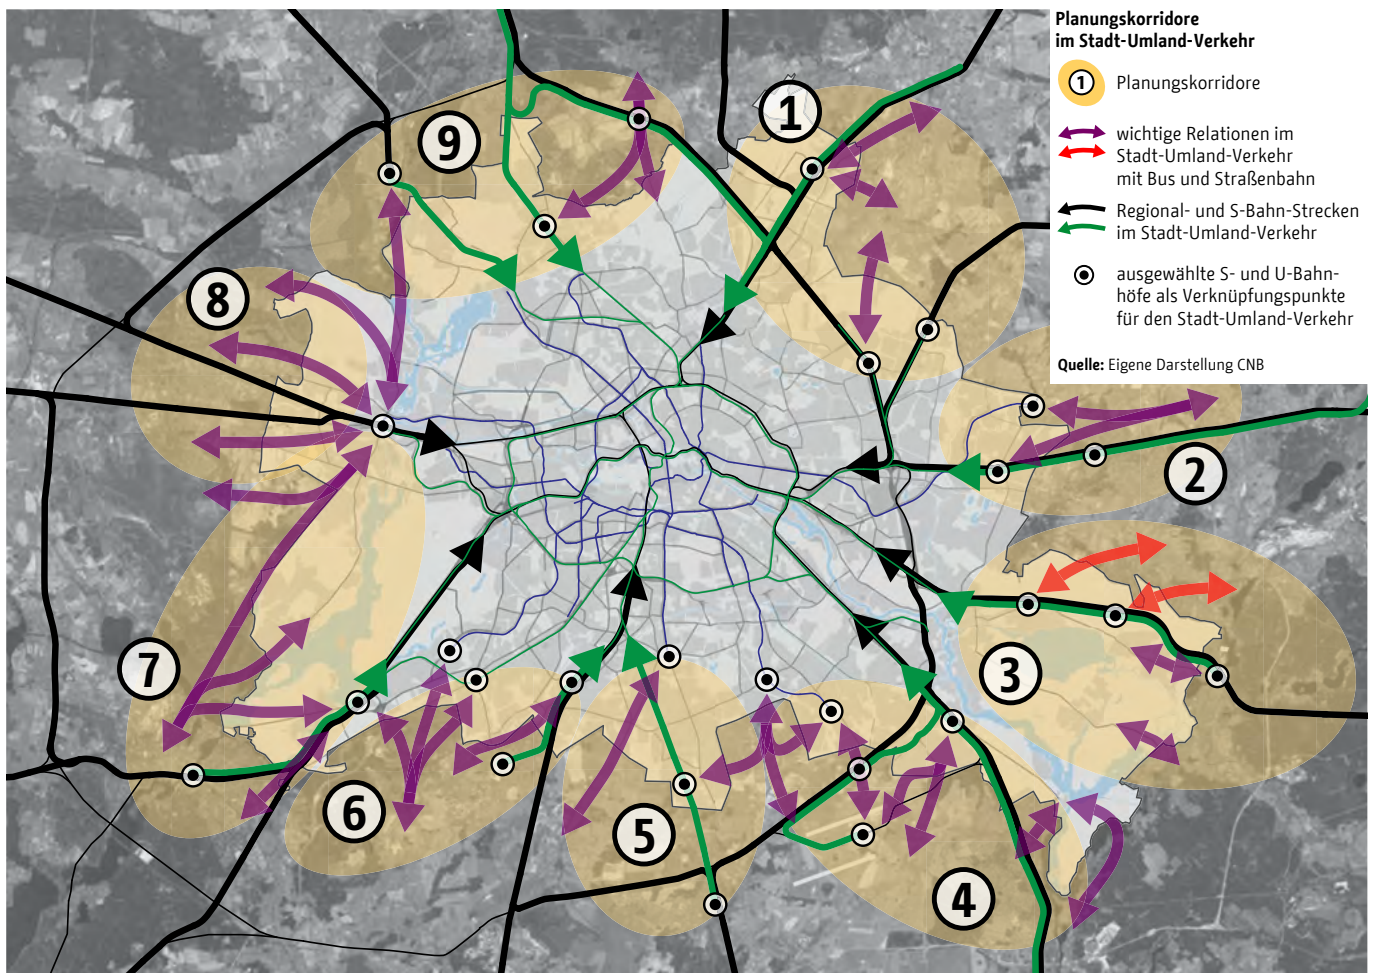 Planungskorridore
im Stadt-Umland-Verkehr
1 Planungskorridore
wichtige Relationen im
Stadt-Umland-Verkehr
mit Bus und Straßenbahn
Regional- und S-Bahn-Strecken
im Stadt-Umland-Verkehr
ausgewählte S- und U-Bahn-
höfe als Verknüpfungspunkte
für den Stadt-Umland-Verkehr
Quelle: Eigene Darstellung CNB
1
9
8
2
3
7
6
5
4